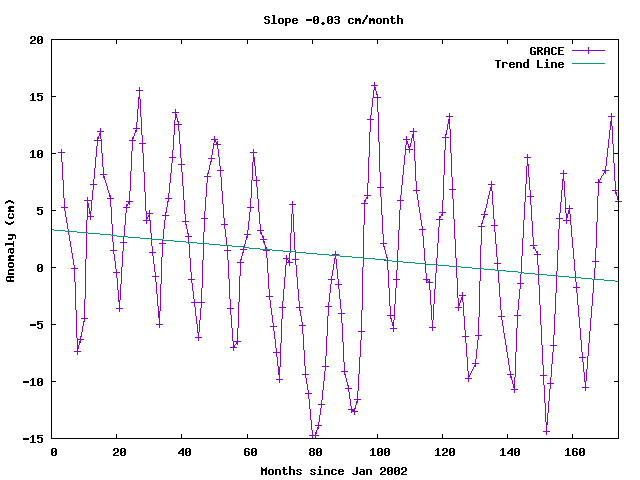 Slope -0.03 cm/month
GRACE
Trend Line
20
15
10
5
0
-5
-10
-15
Anomaly (cm)
0 20 40 60 80 100 120 140 160
Months since Jan 2002